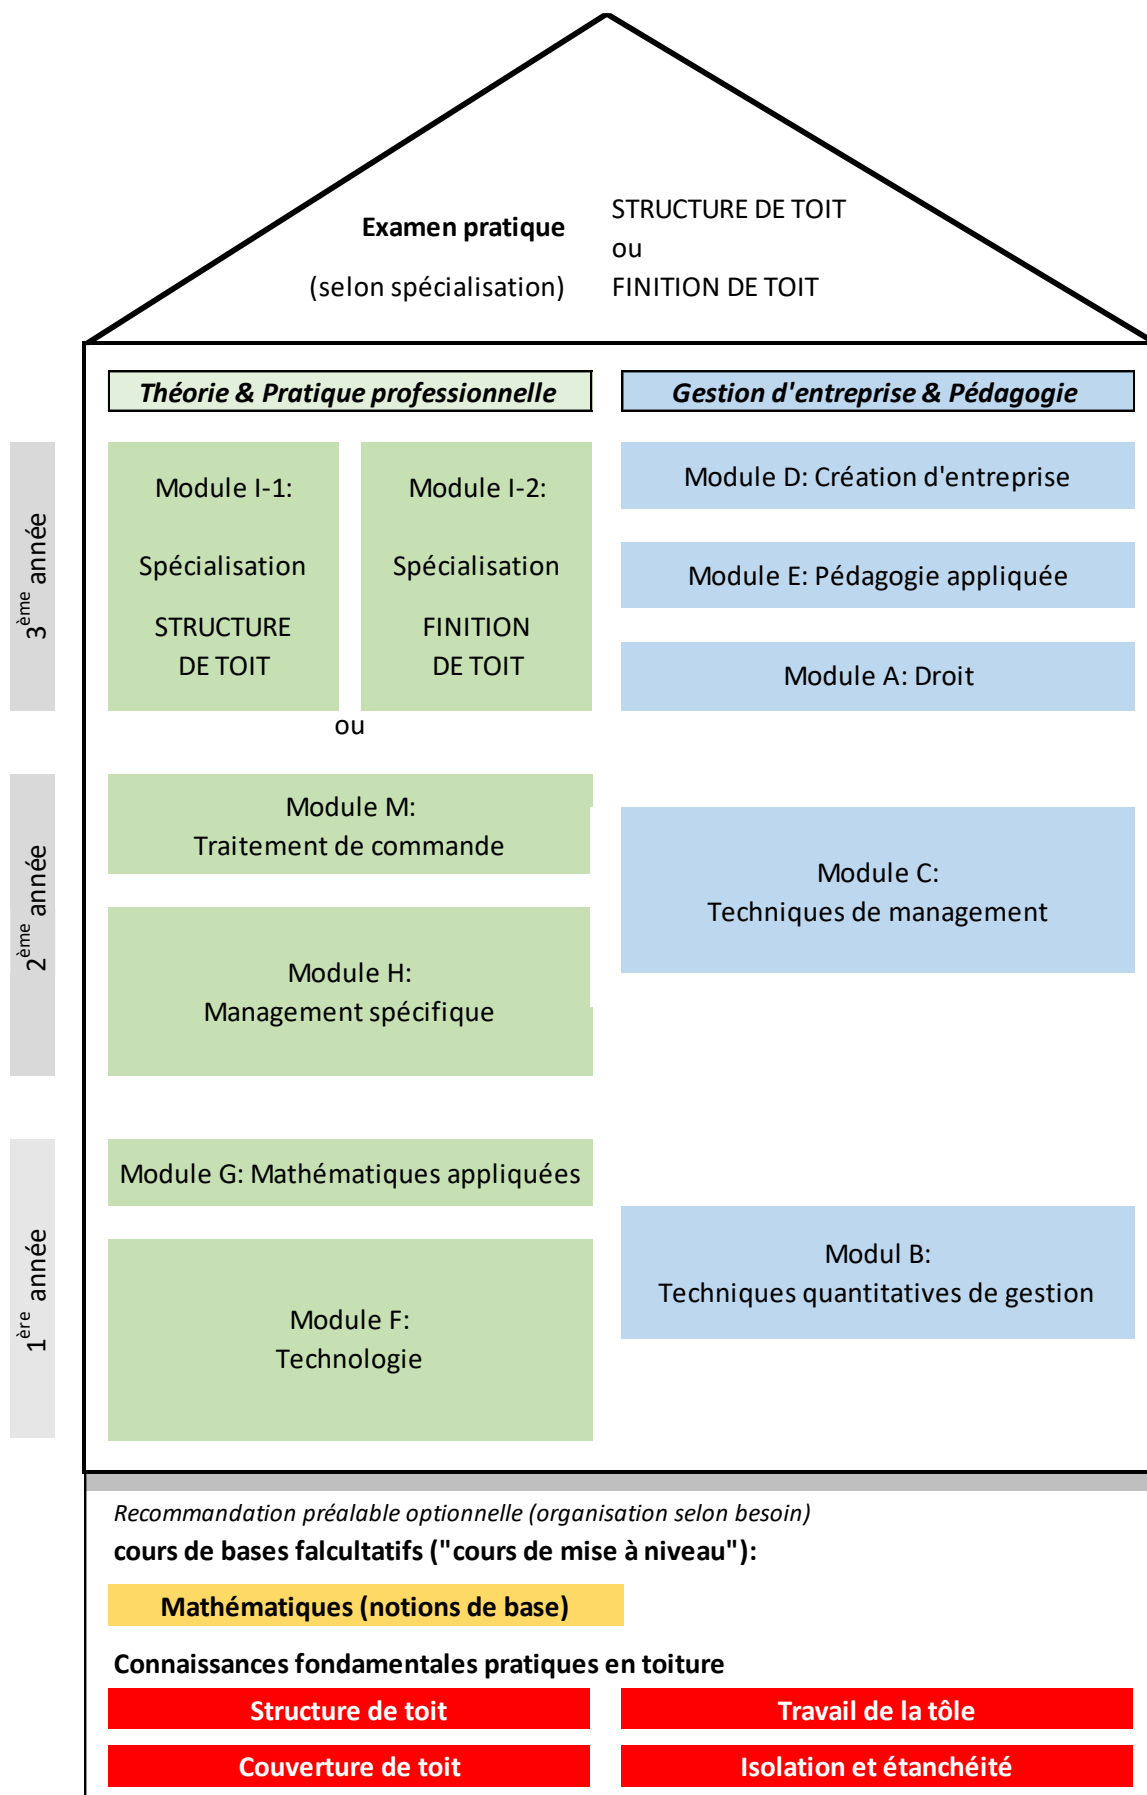 Examen pratique
(selon spécialisation)
STRUCTURE DE TOIT
ou
FINITION DE TOIT
Théorie & Pratique professionnelle
Gestion d'entreprise & Pédagogie
3ème année
Module I-1:
Spécialisation
STRUCTURE
DE TOIT
Module I-2:
Spécialisation
FINITION
DE TOIT
ou
Module D: Création d'entreprise
Module E: Pédagogie appliquée
Module A: Droit
2ème année
Module M:
Traitement de commande
Module H:
Management spécifique
Module C:
Techniques de management
1ère année
Module G: Mathématiques appliquées
Module F:
Technologie
Modul B:
Techniques quantitatives de gestion
Recommandation préalable optionnelle (organisation selon besoin)
cours de bases falcultatifs ("cours de mise à niveau"):
Mathématiques (notions de base)
Connaissances fondamentales pratiques en toiture
Structure de toit
Travail de la tôle
Couverture de toit
Isolation et étanchéité